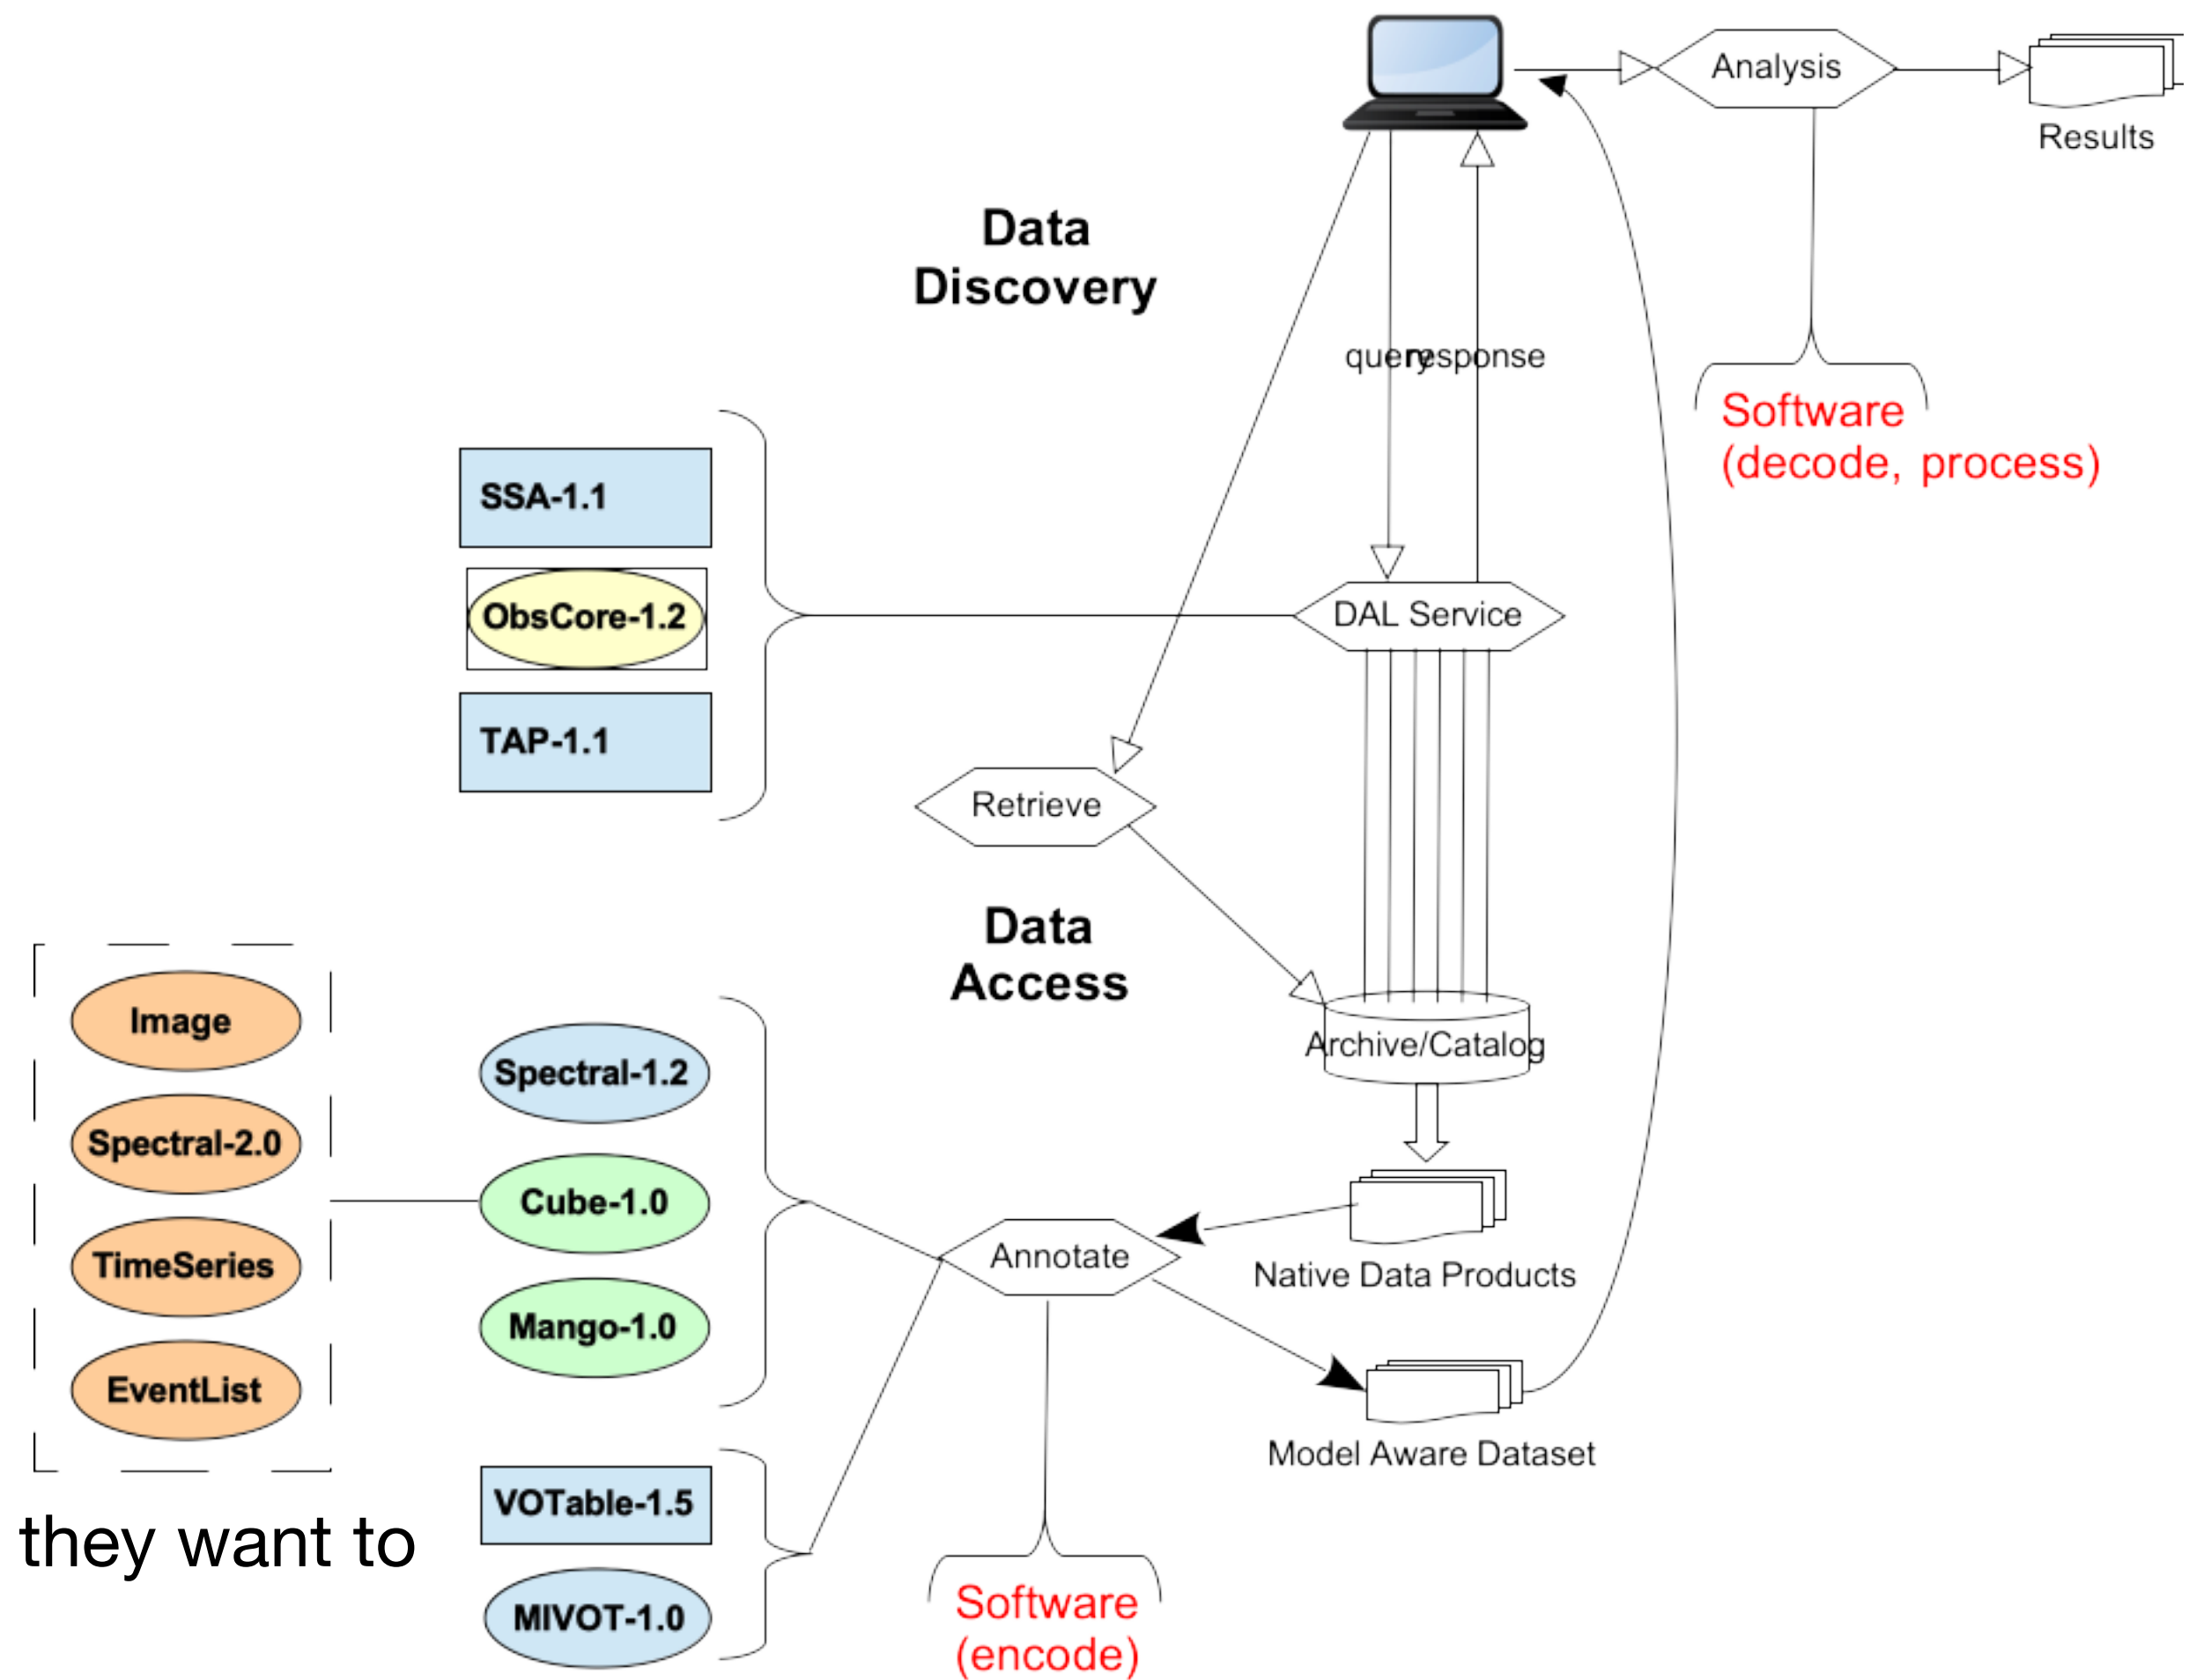 Analysis
Results
Data
Discovery
query
response
Software
(decode, process)
SSA-1.1
ObsCore-1.2
DAL Service
TAP-1.1
Retrieve
Data
Access
Image
Archive/Catalog
Spectral-1.2
Spectral-2.0
Cube-1.0
Annotate
TimeSeries
Native Data Products
Mango-1.0
EventList
Model Aware Dataset
VOTable-1.5
they want to
MIVOT-1.0
Software
(encode)